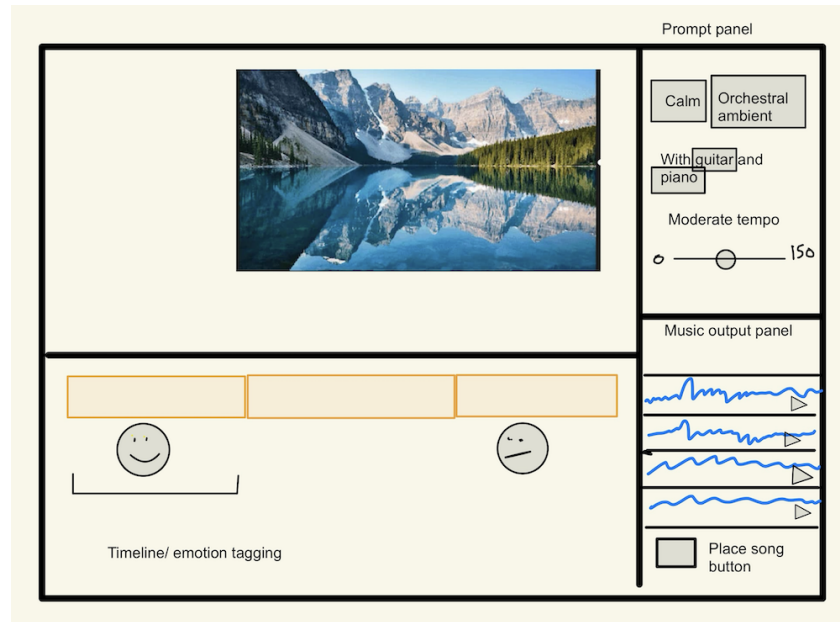 Prompt panel
Calm
Orchestral
ambient
With guitar and
piano
Moderate tempo
0
150
Music output panel
Timeline/ emotion tagging
Place song
button